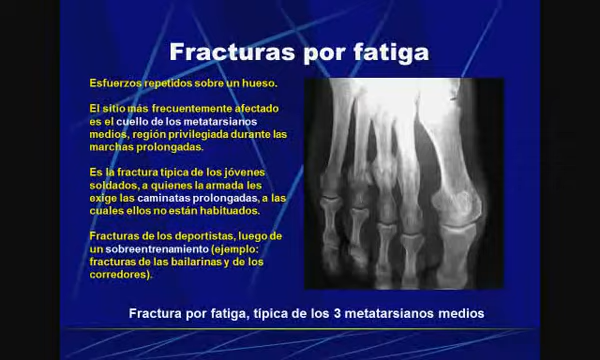 Fracturas por fatiga
Esfuerzos repetidos sobre un hueso.
El sitio más frecuentemente afectado
es el cuello de los metatarsianos
medios, región privilegiada durante las
marchas prolongadas.
Es la fractura típica de los jóvenes
soldados, a quienes la armada les
exige las caminatas prolongadas, a las
cuales ellos no están habituados.
Fracturas de los deportistas, luego de
un sobreentrenamiento (ejemplo:
fracturas de las bailarinas y de los
corredores).
Fractura por fatiga, típica de los 3 metatarsianos medios